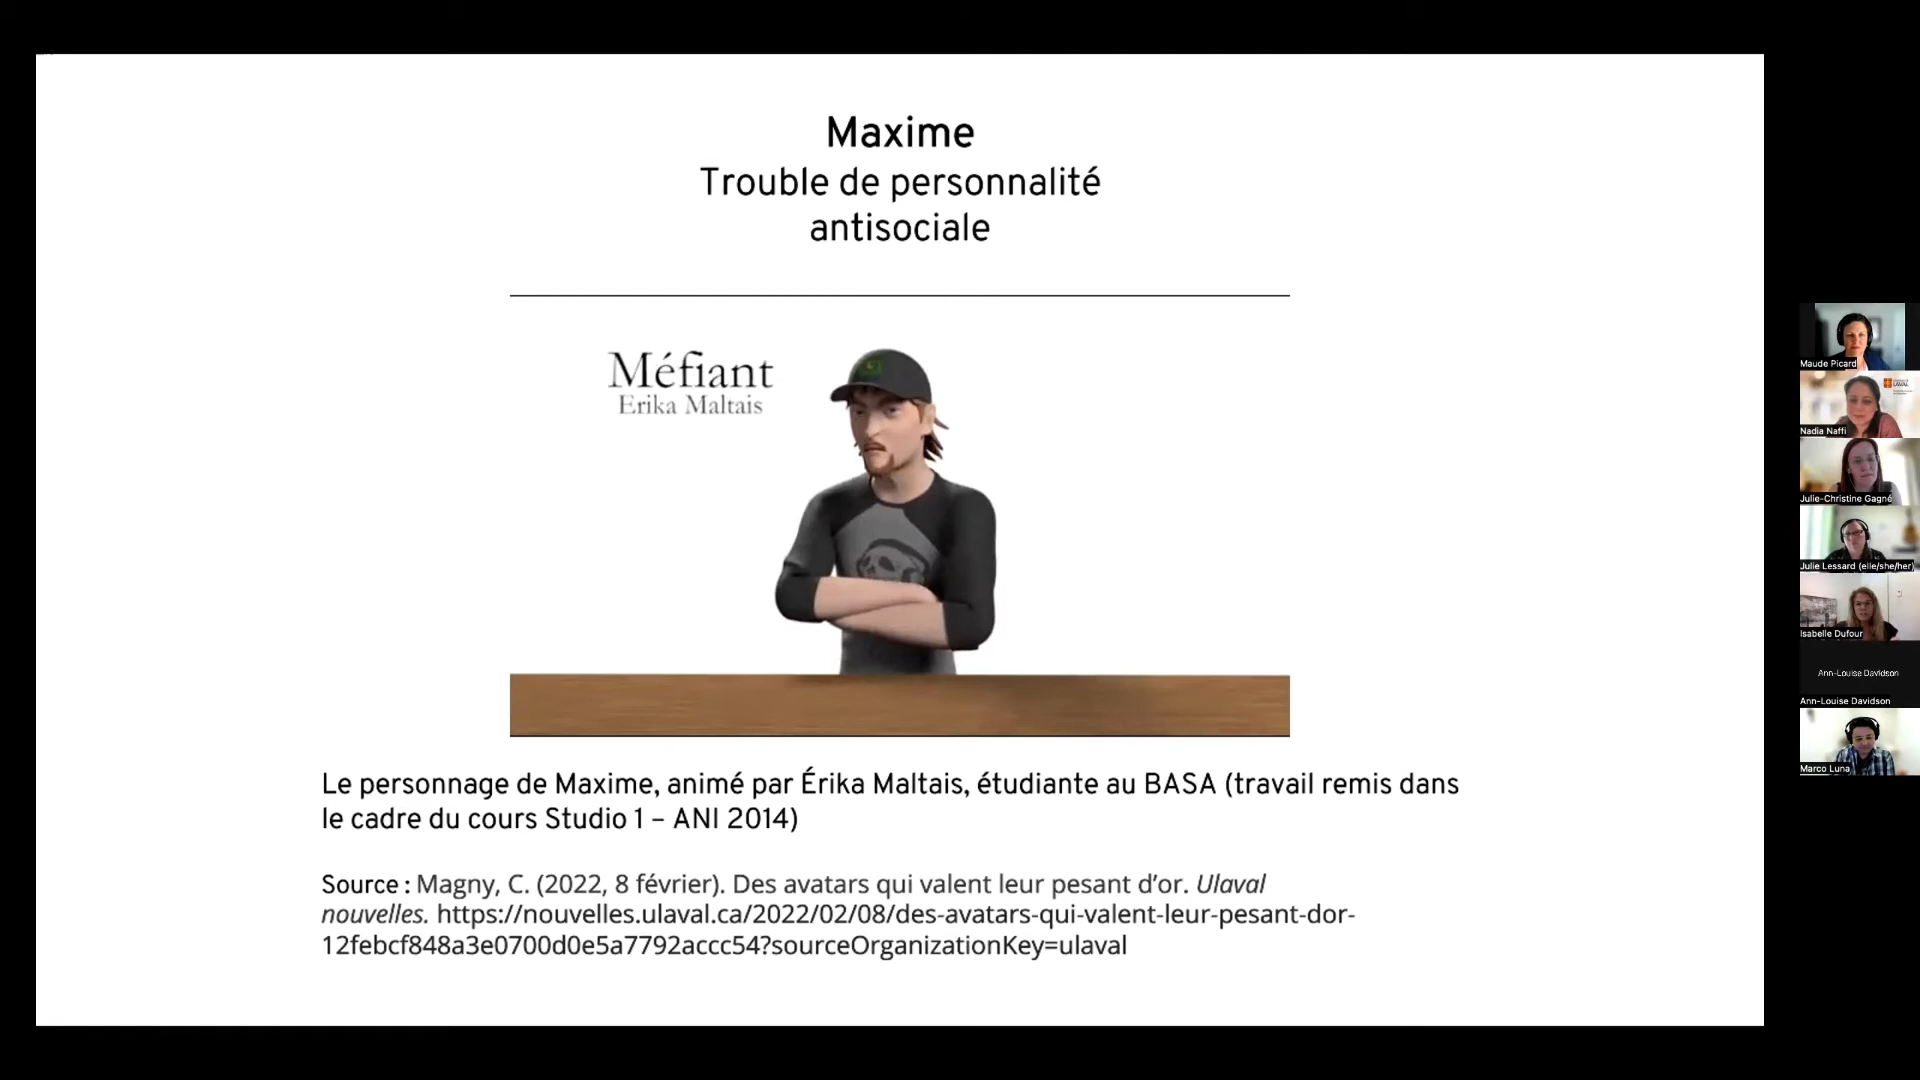 Maxime
Trouble de personnalité
antisociale
Méfiant
Erika Maltais
Le personnage de Maxime, animé par Érika Maltais, étudiante au BASA (travail remis dans
le cadre du cours Studio 1 – ANI 2014)
Source : Magny, C. (2022, 8 février). Des avatars qui valent leur pesant d’or. Ulaval
nouvelles. https://nouvelles.ulaval.ca/2022/02/08/des-avatars-qui-valent-leur-pesant-dor-
12febcf848a3e0700d0e5a7792accc54?sourceOrganizationKey=ulaval
Maude Picard
LAVAL
Nadia Naffi
Julie-Christine Gagné
Julie Lessard (elle/she/her)
Isabelle Dufour
Ann-Louise Davidson
Ann-Louise Davidson
Marco Luna